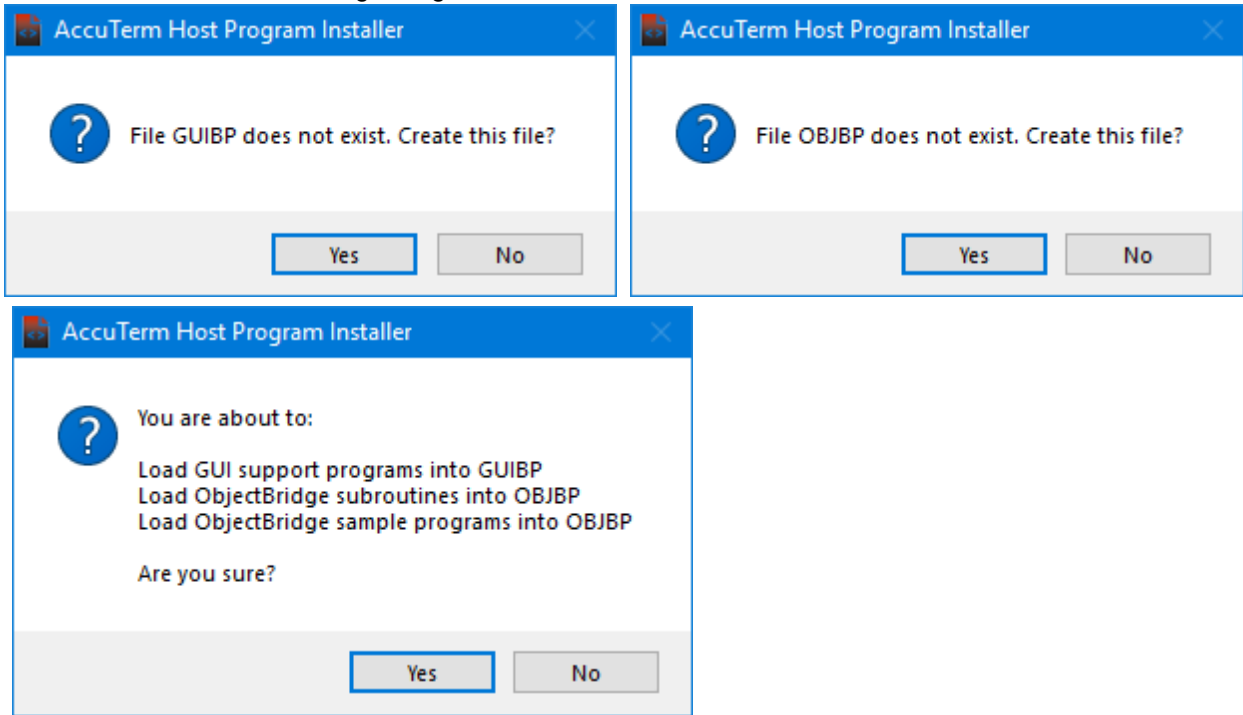 AccuTerm Host Program Installer
File GUIBP does not exist. Create this file?
Yes No
AccuTerm Host Program Installer
File OBJBP does not exist. Create this file?
Yes No
AccuTerm Host Program Installer
You are about to:
Load GUI support programs into GUIBP
Load ObjectBridge subroutines into OBJBP
Load ObjectBridge sample programs into OBJBP
Are you sure?
Yes No